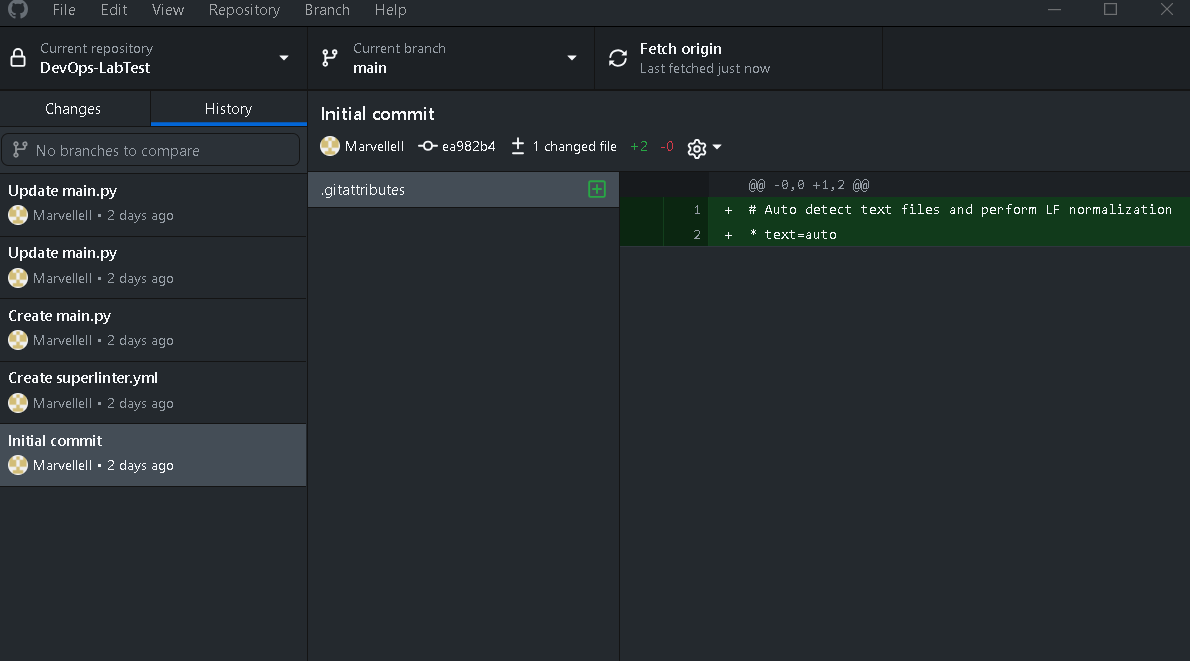 File Edit View Repository Branch Help
Current repository
DevOps-LabTest
Current branch
main
Fetch origin
Last fetched just now
Changes
History
No branches to compare
Update main.py
Marvellell • 2 days ago
Update main.py
Marvellell • 2 days ago
Create main.py
Marvellell • 2 days ago
Create superlinter.yml
Marvellell • 2 days ago
Initial commit
Marvellell • 2 days ago
Initial commit
Marvellell ea982b4 1 changed file +2 -0
.gitattributes
@@ -0,0 +1,2 @@
1 + # Auto detect text files and perform LF normalization
2 + * text=auto